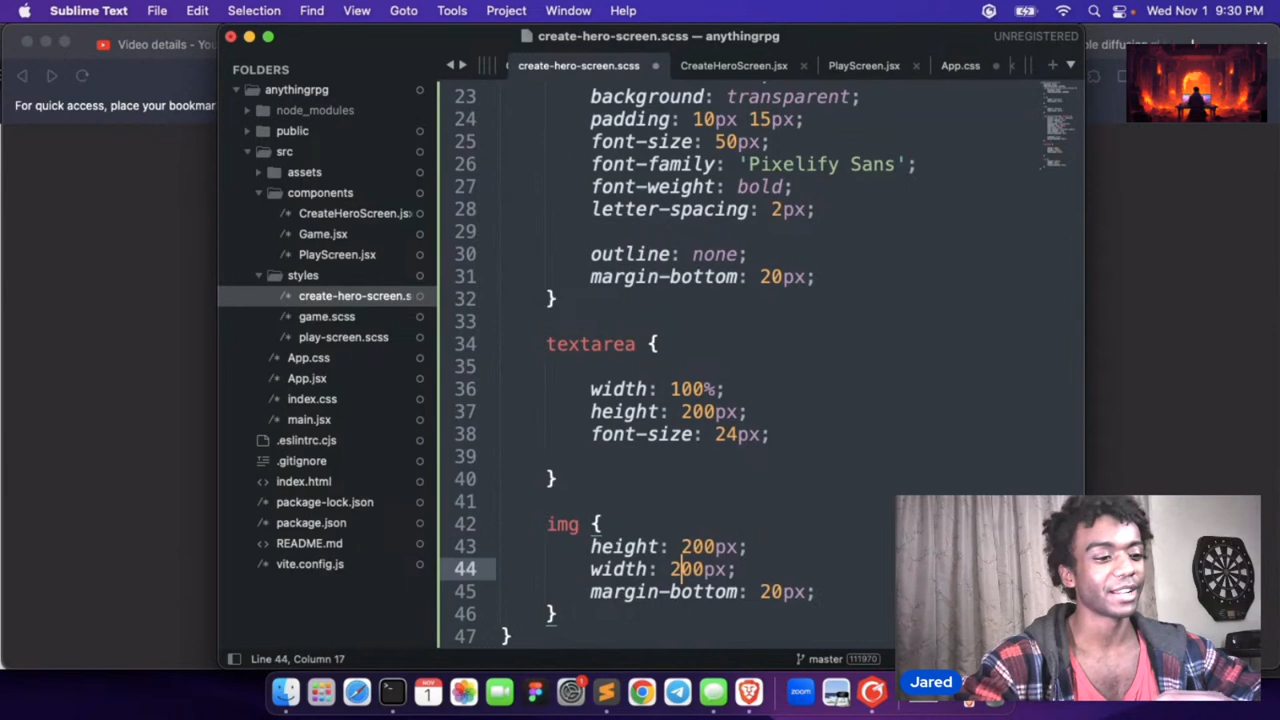 Sublime Text File Edit Selection Find View Goto Tools Project Window Help Wed Nov 1 9:30 PM
Video details - You
create-hero-screen.scss — anythingrpg
UNREGISTERED
ble diffusion
For quick access, place your bookmar
FOLDERS
create-hero-screen.scss CreateHeroScreen.jsx PlayScreen.jsx App.css
anythingrpg
node_modules
public
src
assets
components
CreateHeroScreen.jsx
Game.jsx
PlayScreen.jsx
styles
create-hero-screen.s
game.scss
play-screen.scss
App.css
App.jsx
index.css
main.jsx
.eslintrc.cjs
.gitignore
index.html
package-lock.json
package.json
README.md
vite.config.js
23 background: transparent;
24 padding: 10px 15px;
25 font-size: 50px;
26 font-family: 'Pixelify Sans';
27 font-weight: bold;
28 letter-spacing: 2px;
29
30 outline: none;
31 margin-bottom: 20px;
32 }
33
34 textarea {
35
36 width: 100%;
37 height: 200px;
38 font-size: 24px;
39
40 }
41
42 img {
43 height: 200px;
44 width: 200px;
45 margin-bottom: 20px;
46 }
47 }
Line 44, Column 17
master 111970
Jared
1
zoom